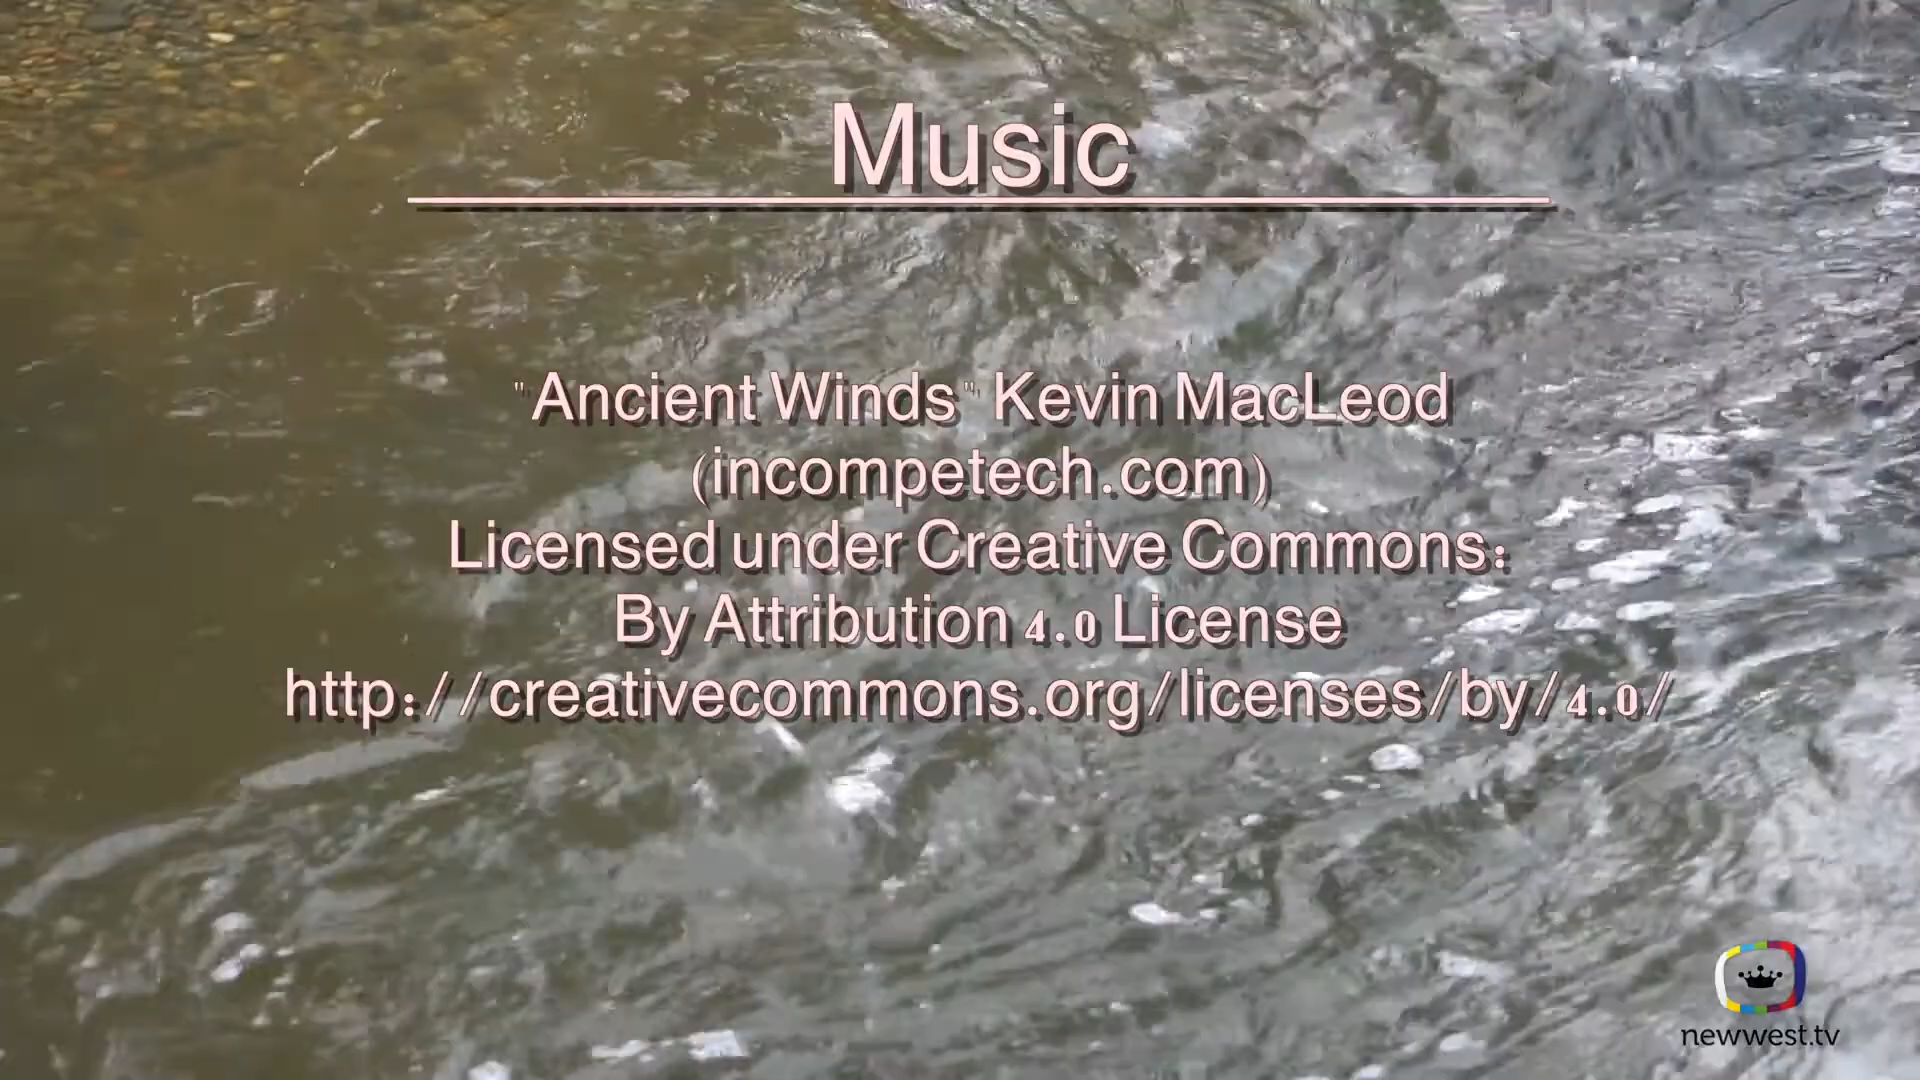 Music
"Ancient Winds" Kevin MacLeod
(incompetech.com)
Licensed under Creative Commons:
By Attribution 4.0 License
http://creativecommons.org/licenses/by/4.0/
newwest.tv